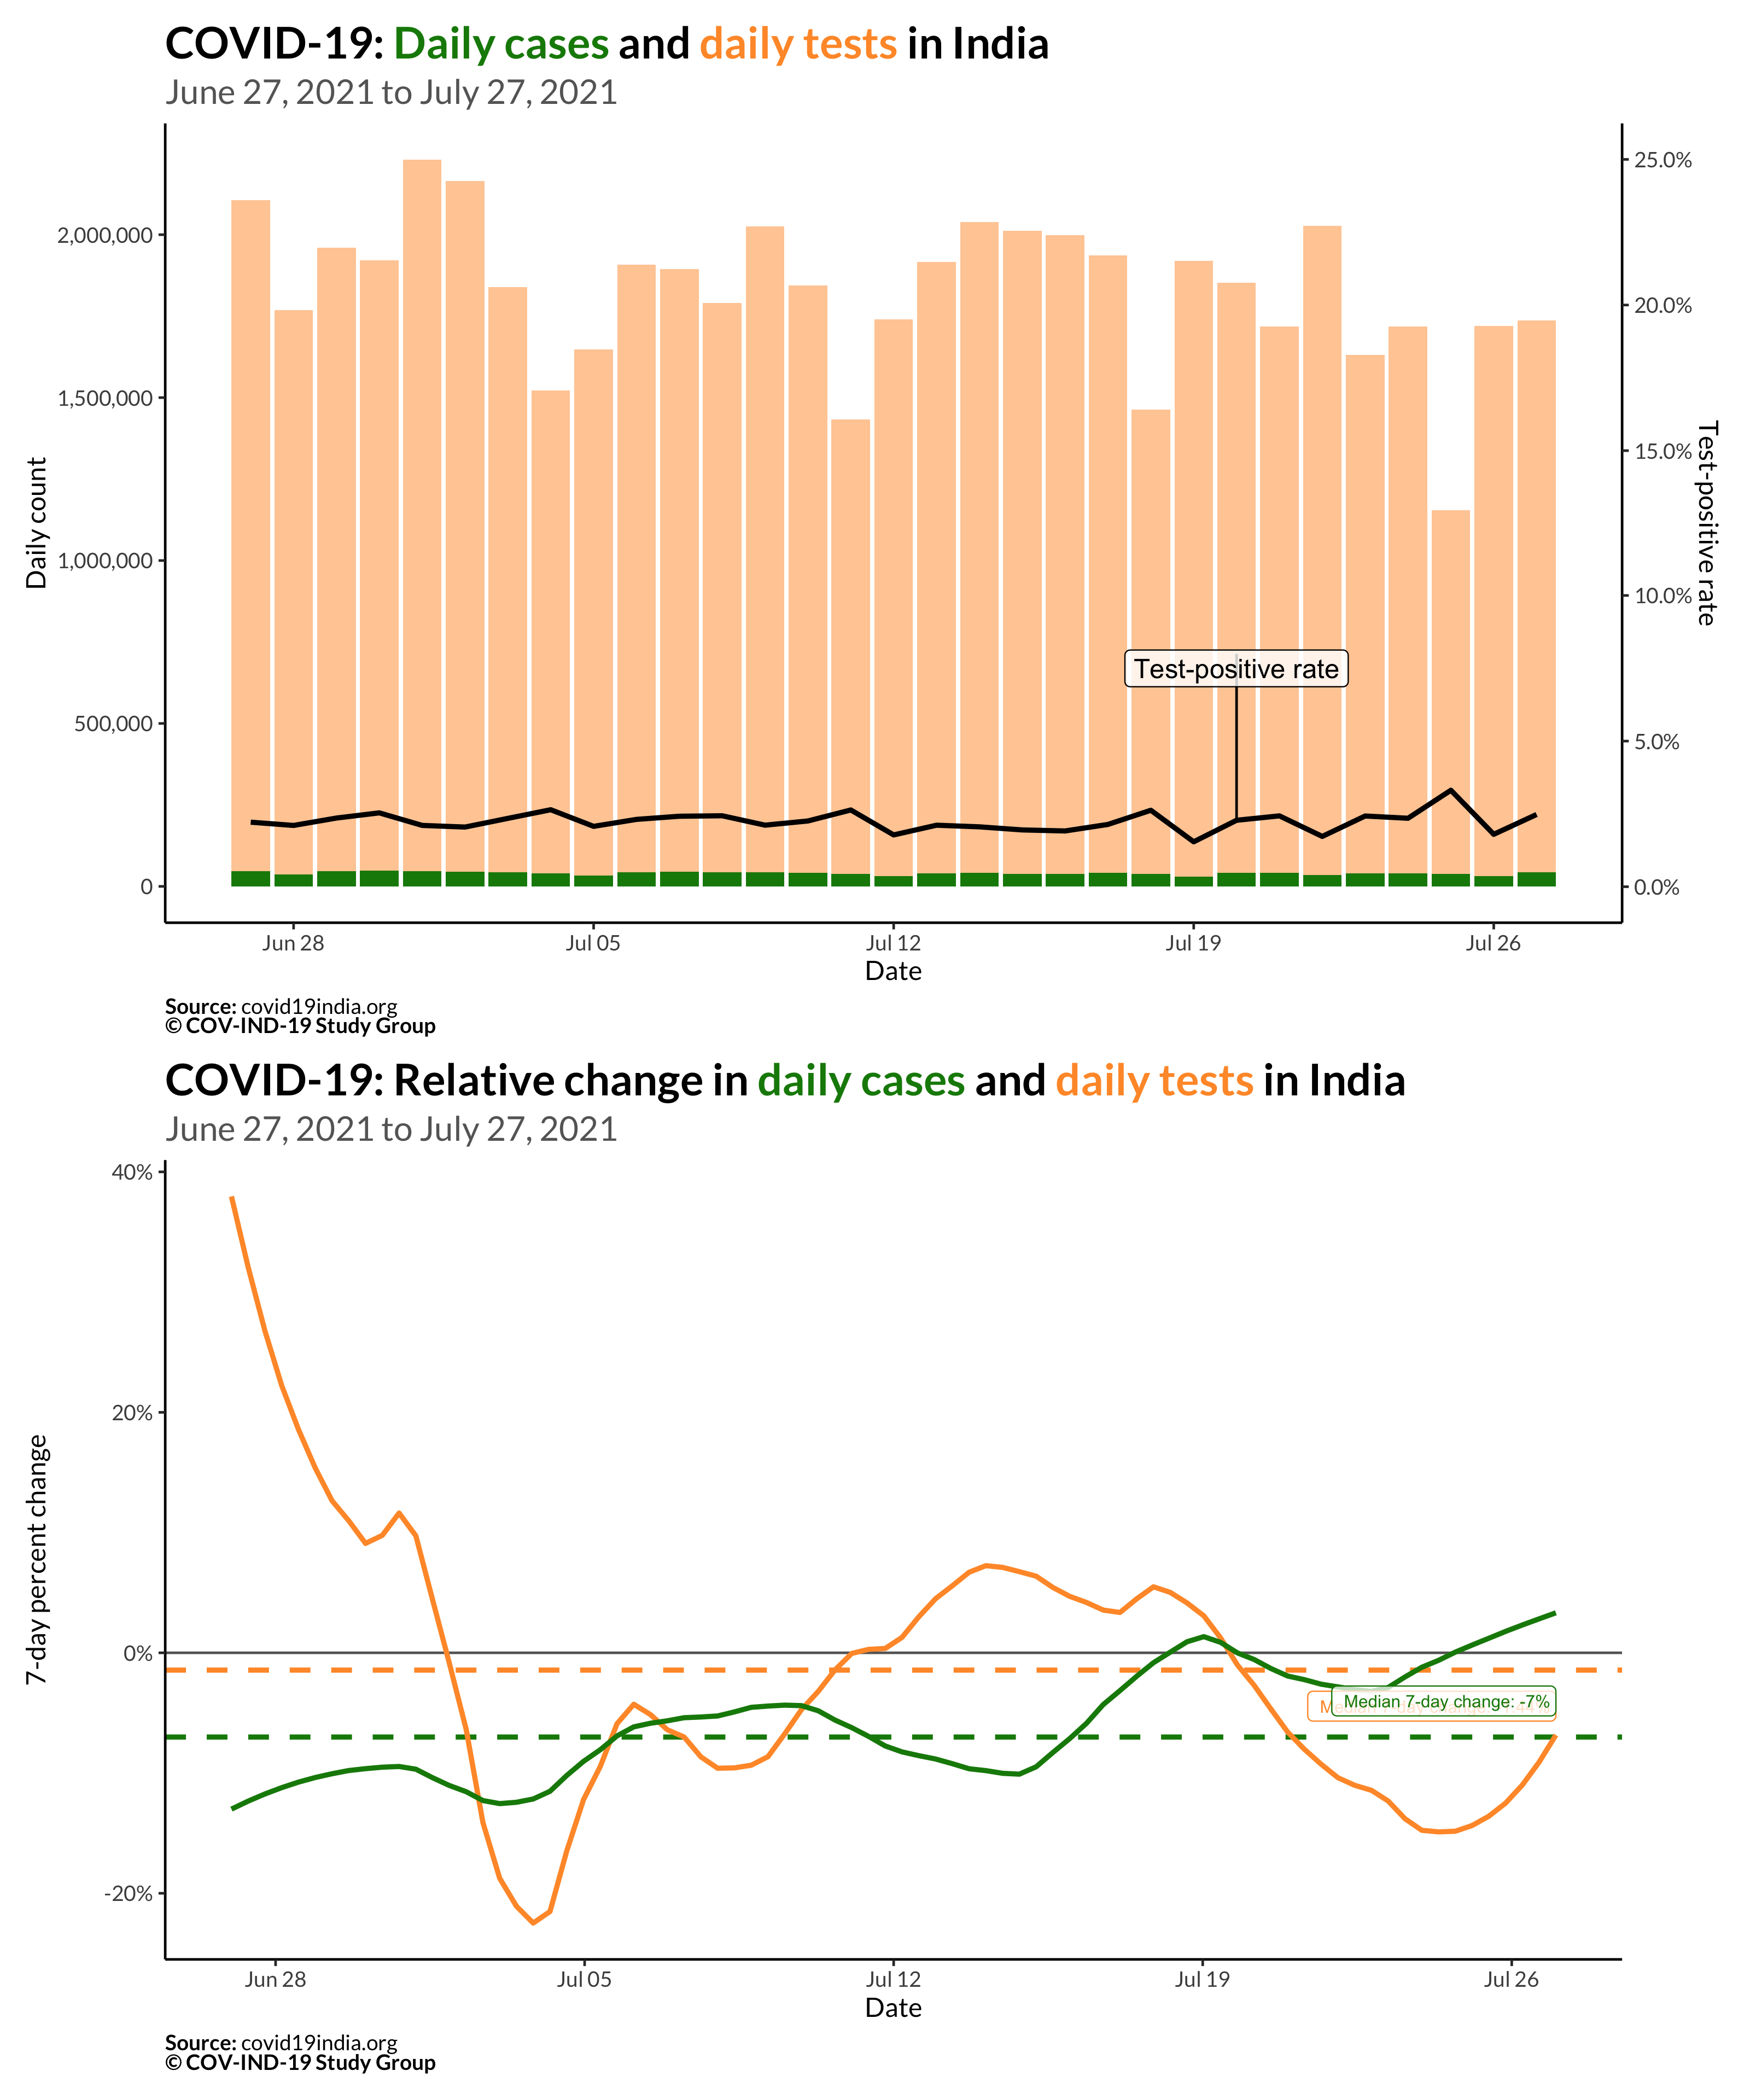 COVID-19: Daily cases and daily tests in India
June 27, 2021 to July 27, 2021
Daily count
2,000,000
1,500,000
1,000,000
500,000
0
25.0%
20.0%
15.0%
10.0%
5.0%
0.0%
Test-positive rate
Test-positive rate
Jun 28
Jul 05
Jul 12
Jul 19
Jul 26
Date
Source: covid19india.org
© COV-IND-19 Study Group
COVID-19: Relative change in daily cases and daily tests in India
June 27, 2021 to July 27, 2021
7-day percent change
40%
20%
0%
-20%
Median 7-day change: -7%
Jun 28
Jul 05
Jul 12
Jul 19
Jul 26
Date
Source: covid19india.org
© COV-IND-19 Study Group